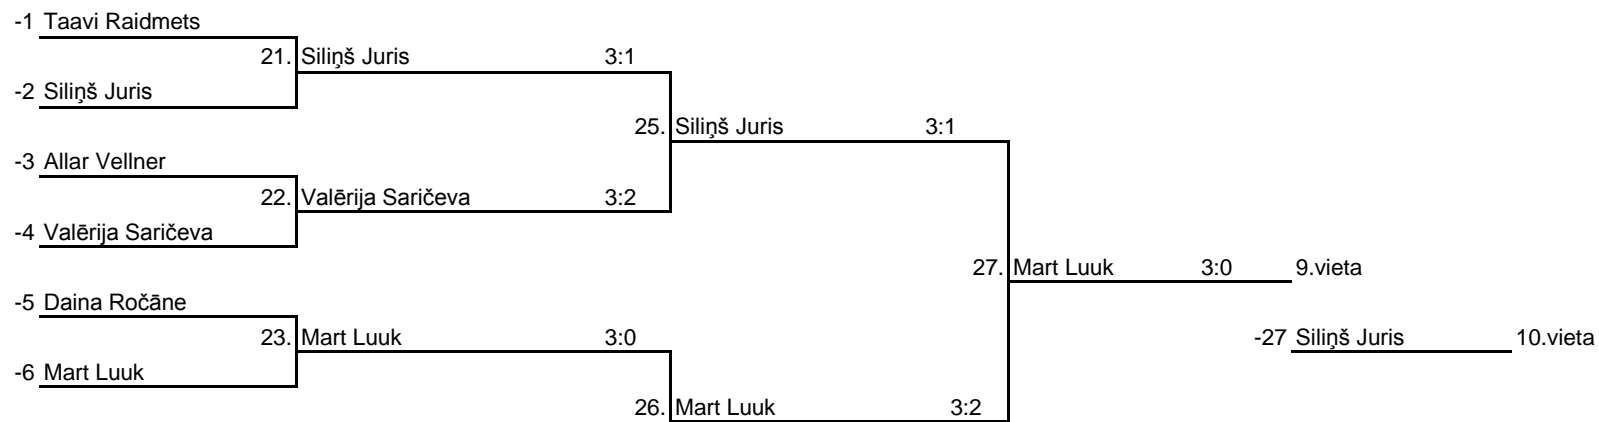 -1 Taavi Raidmets
21. Siliņš Juris 3:1
-2 Siliņš Juris
25. Siliņš Juris 3:1
-3 Allar Vellner
22. Valērija Saričeva 3:2
-4 Valērija Saričeva
27. Mart Luuk 3:0 9.vieta
-5 Daina Ročāne
23. Mart Luuk 3:0
-27 Siliņš Juris 10.vieta
-6 Mart Luuk
26. Mart Luuk 3:2